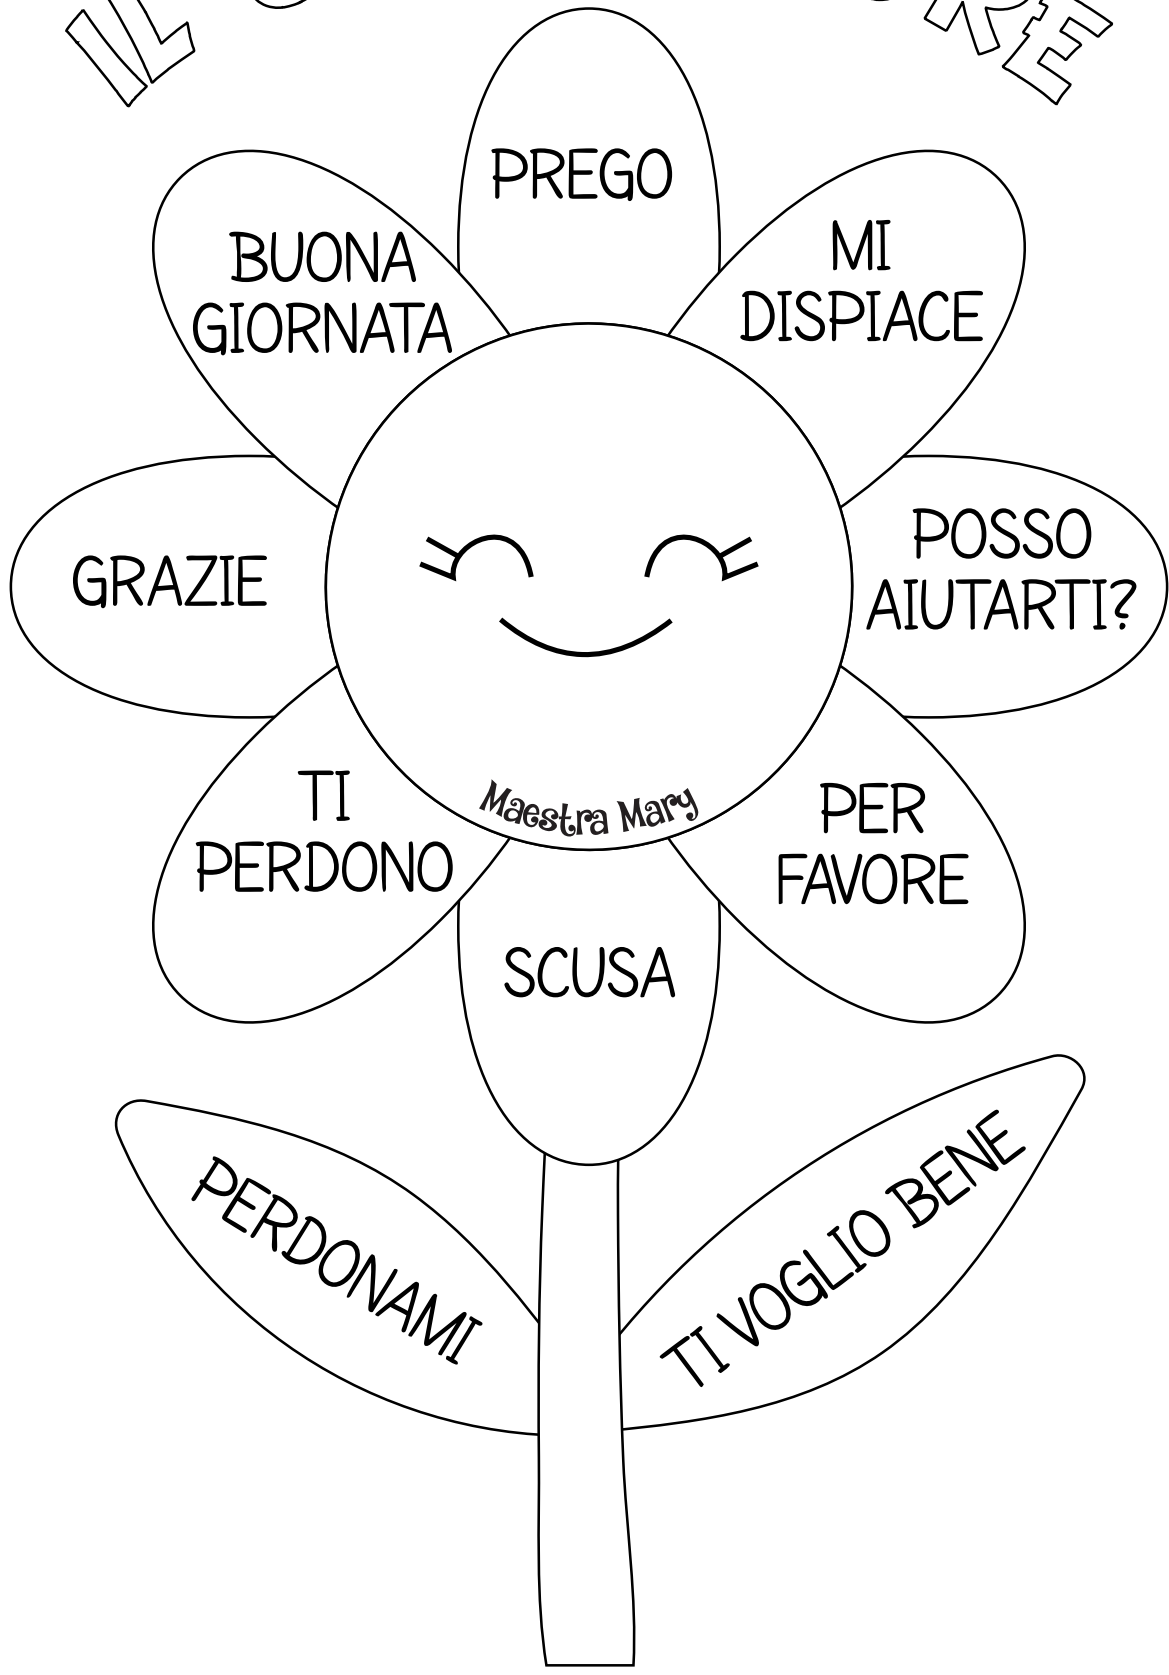 IL
PREGO
BUONA
GIORNATA
MI
DISPIACE
GRAZIE
POSSO
AIUTARTI?
TI
PERDONO
Maestra Mary
PER
FAVORE
SCUSA
PERDONAMI
TI VOGLIO BENE